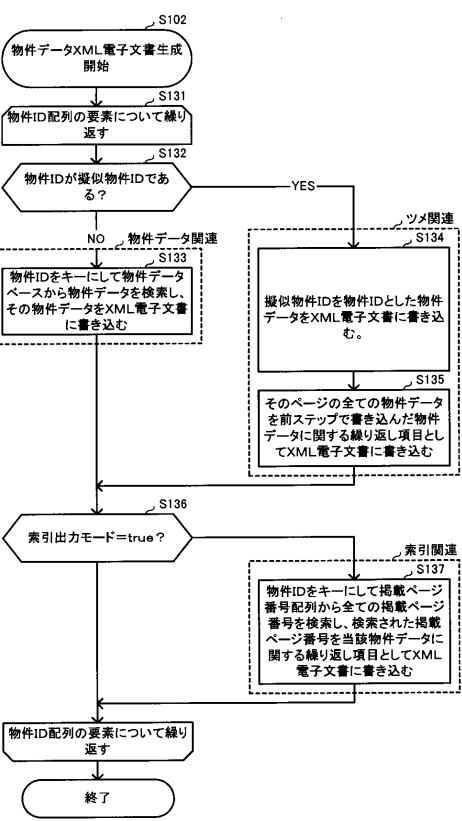 S102
物件データXML電子文書生成
開始
S131
物件ID配列の要素について繰り
返す
S132
物件IDが擬似物件IDであ
る?
YES
NO
物件データ関連
S133
物件IDをキーにして物件データ
ベースから物件データを検索し、
その物件データをXML電子文書
に書き込む
ツメ関連
S134
擬似物件IDを物件IDとした物件
データをXML電子文書に書き込
む。
S135
そのページの全ての物件データ
を前ステップで書き込んだ物件
データに関する繰り返し項目とし
てXML電子文書に書き込む
S136
索引出力モード=true?
索引関連
S137
物件IDをキーにして掲載ページ
番号配列から全ての掲載ページ
番号を検索し、検索された掲載
ページ番号を当該物件データに
関する繰り返し項目としてXML
電子文書に書き込む
物件ID配列の要素について繰り
返す
終了